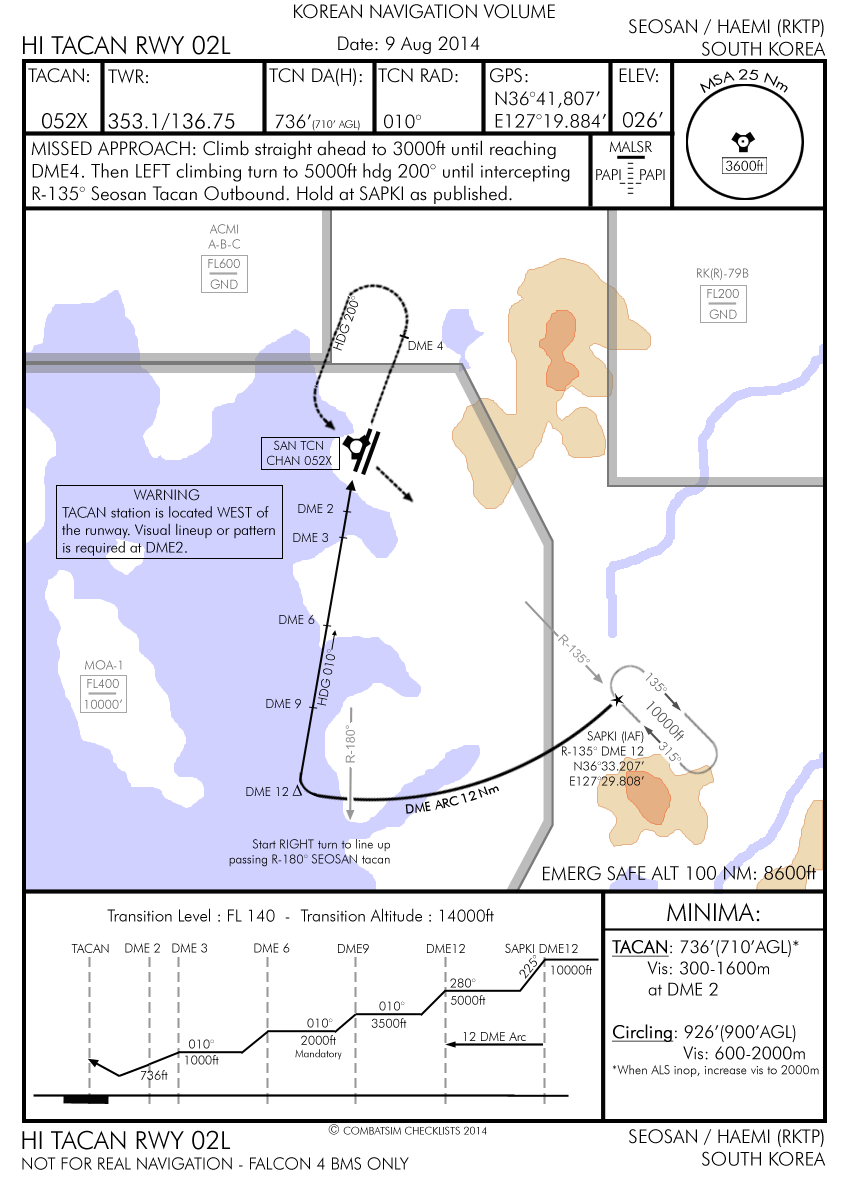 KOREAN NAVIGATION VOLUME
HI TACAN RWY 02L
Date: 9 Aug 2014
SEOSAN / HAEMI (RKTP)
SOUTH KOREA
TACAN:
052X
TWR:
353.1/136.75
TCN DA(H):
736'(710' AGL)
TCN RAD:
010°
GPS:
N36°41,807'
E127°19.884'
ELEV:
026'
MSA 25 Nm
3600ft
MISSED APPROACH: Climb straight ahead to 3000ft until reaching
DME4. Then LEFT climbing turn to 5000ft hdg 200° until intercepting
R-135° Seosan Tacan Outbound. Hold at SAPKI as published.
MALSR
PAPI PAPI
ACMI
A-B-C
FL600
GND
RK(R)-79B
FL200
GND
HDG 200°
DME 4
SAN TCN
CHAN 052X
WARNING
TACAN station is located WEST of
the runway. Visual lineup or pattern
is required at DME2.
DME 2
DME 3
DME 6
HDG 010°
DME 9
R-180°
DME 12
MOA-1
FL400
10000'
R-135°
135°
10000ft
315°
SAPKI (IAF)
R-135° DME 12
N36°33.207'
E127°29.808'
DME ARC 12 Nm
Start RIGHT turn to line up
passing R-180° SEOSAN tacan
EMERG SAFE ALT 100 NM: 8600ft
Transition Level : FL 140 - Transition Altitude : 14000ft
TACAN DME 2 DME 3 DME 6 DME9 DME12 SAPKI DME12
225°
10000ft
280°
5000ft
010°
3500ft
010°
2000ft
Mandatory
010°
1000ft
736ft
12 DME Arc
MINIMA:
TACAN: 736'(710'AGL)*
Vis: 300-1600m
at DME 2
Circling: 926'(900'AGL)
Vis: 600-2000m
*When ALS inop, increase vis to 2000m
© COMBATSIM CHECKLISTS 2014
HI TACAN RWY 02L
NOT FOR REAL NAVIGATION - FALCON 4 BMS ONLY
SEOSAN / HAEMI (RKTP)
SOUTH KOREA